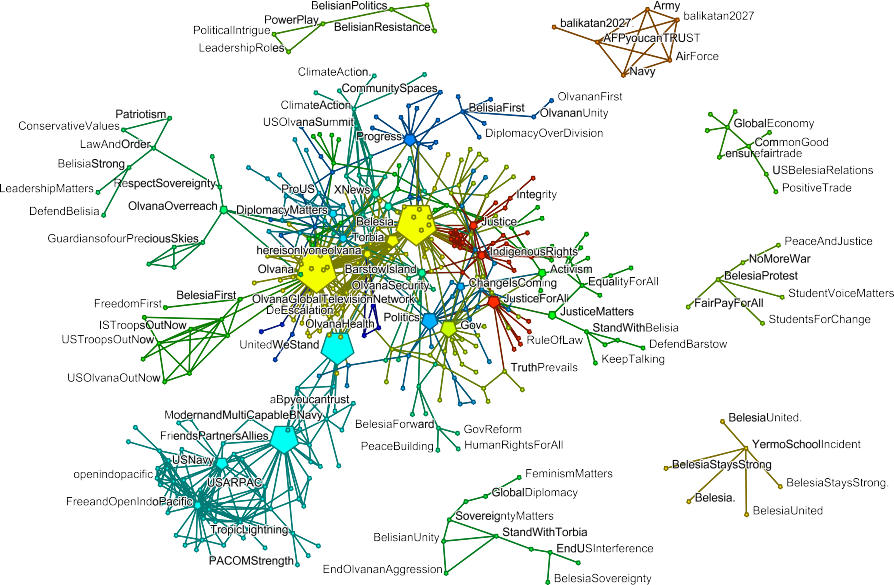 BelisianPolitics
Army
PowerPlay
balikatan2027
PoliticalIntrigue
balikatan2027.
BelisianResistance
AFPyoucanTRUST
LeadershipRoles
AirForce
ClimateAction.
Navy
CommunitySpaces
OlvananFirst
ClimateAction
BelisiaFirst
Patriotism
OlvananUnity
USOlvanaSummit
GlobalEconomy
ConservativeValues
Progress
DiplomacyOverDivision
LawAndOrder
CommonGood
ensurefairtrade
BelisiaStrong
USBelesiaRelations
RespectSovereignty
ProUS
XNews
LeadershipMatters
PositiveTrade
Integrity
OlvanaOverreach
DiplomacyMatters
DefendBelisia
Belesia
Justice
GuardiansofourPreciousSkies
Torbia
PeaceAndJustice
hereisonlyoneolvana
IndigenousRights
NoMoreWar
Olvana
BarstowIsland
Activism
BelesiaProtest
OlvanaSecurity
ChangeIsComing
EqualityForAll
BelesiaFirst
StudentVoiceMatters
FreedomFirst
OlvanaGlobalTelevisionNetwork
JusticeForAll
FairPayForAll
DeEscalation
JusticeMatters
ISTroopsOutNow
OlvanaHealth
Politics
Gov
StudentsForChange
StandWithBelisia
USTroopsOutNow
UnitedWeStand
RuleOfLaw
DefendBarstow
KeepTalking
USOlvanaOutNow
TruthPrevails
aBpyoucantrust
ModernandMultiCapableBNavy
BelesiaUnited.
BelesiaForward
GovReform
FriendsPartnersAllies
PeaceBuilding
HumanRightsForAll
YermoSchoolIncident
USNavy
BelesiaStaysStrong
openindopacific
FeminismMatters
USARPAC
BelesiaStaysStrong.
GlobalDiplomacy
FreeandOpenIndoPacific
Belesia.
BelesiaUnited
SovereigntyMatters
TropicLightning
StandWithTorbia
BelisianUnity
EndUSInterference
PACOMStrength
EndOlvananAggression
BelesiaSovereignty